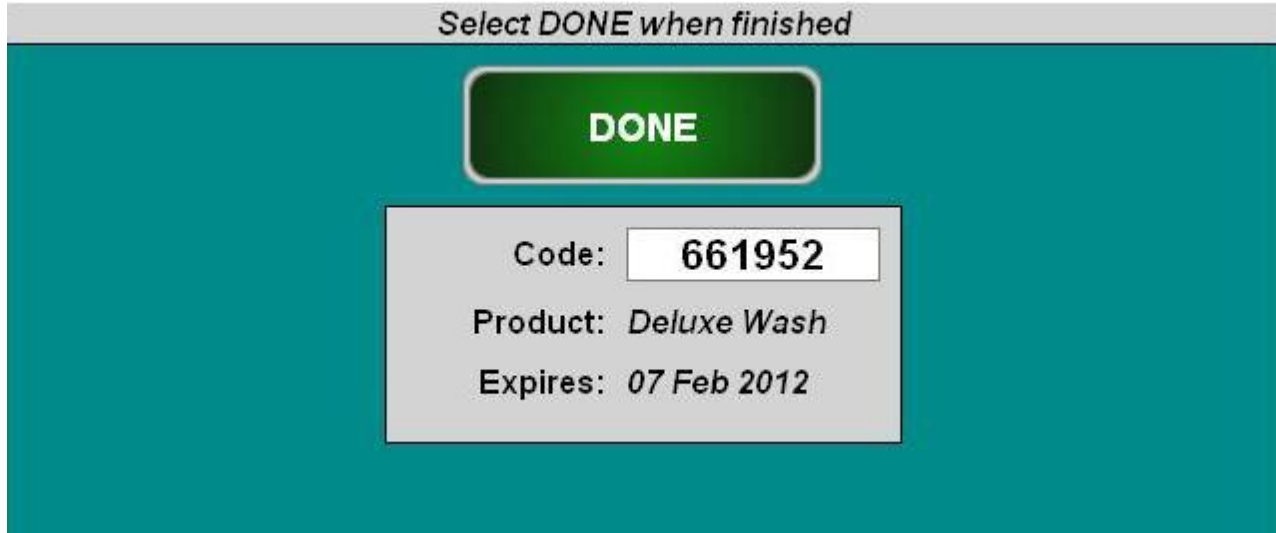 Select DONE when finished
DONE
Code: 661952
Product: Deluxe Wash
Expires: 07 Feb 2012